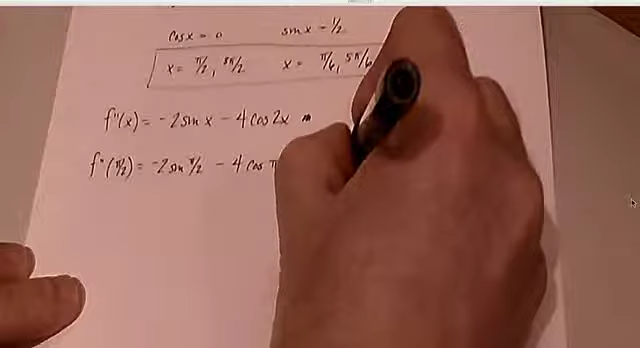 cos x = 0 sin x = 1/2
x = π/2, 3π/2 x = π/6, 5π/6
f"(x) = -2 sin x - 4 cos 2x
f"(π/2) = -2 sin π/2 - 4 cos π